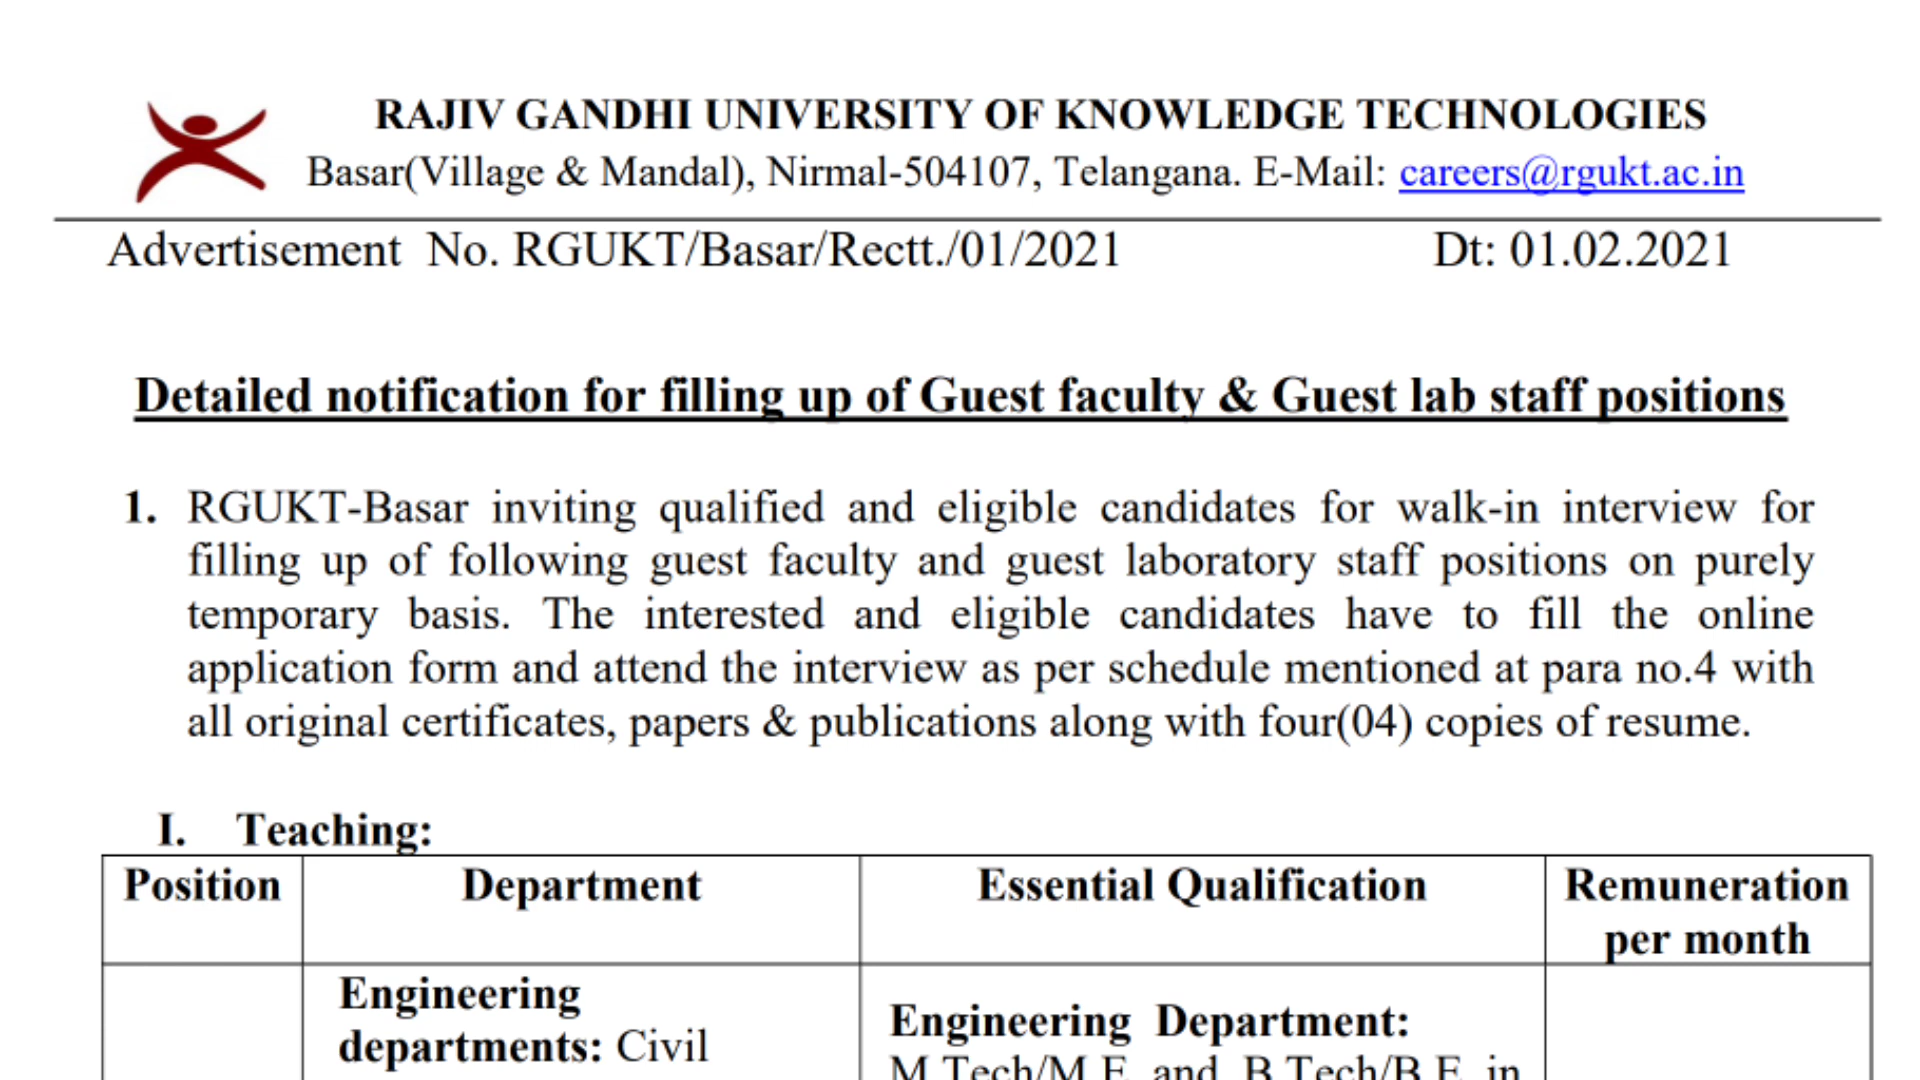 RAJIV GANDHI UNIVERSITY OF KNOWLEDGE TECHNOLOGIES
Basar(Village & Mandal), Nirmal-504107, Telangana. E-Mail: careers@rgukt.ac.in
Advertisement No. RGUKT/Basar/Rectt./01/2021 Dt: 01.02.2021
Detailed notification for filling up of Guest faculty & Guest lab staff positions
1. RGUKT-Basar inviting qualified and eligible candidates for walk-in interview for
filling up of following guest faculty and guest laboratory staff positions on purely
temporary basis. The interested and eligible candidates have to fill the online
application form and attend the interview as per schedule mentioned at para no.4 with
all original certificates, papers & publications along with four(04) copies of resume.
I. Teaching:
Position Department Essential Qualification Remuneration
per month
Engineering
departments: Civil
Engineering Department:
M.Tech/M.E. and B.Tech/B.E. in